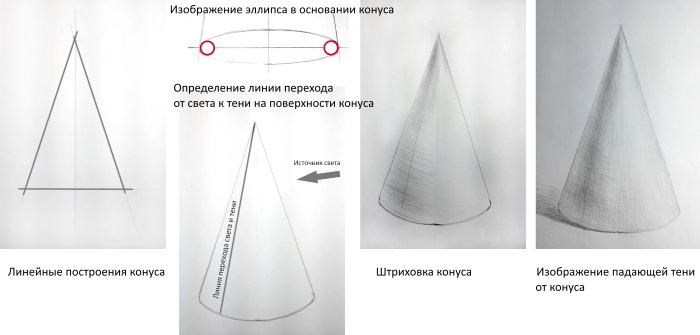 Изображение эллипса в основании конуса
Определение линии перехода
от света к тени на поверхности конуса
Источник света
Линия перехода света и тени
Линейные построения конуса
Штриховка конуса
Изображение падающей тени
от конуса